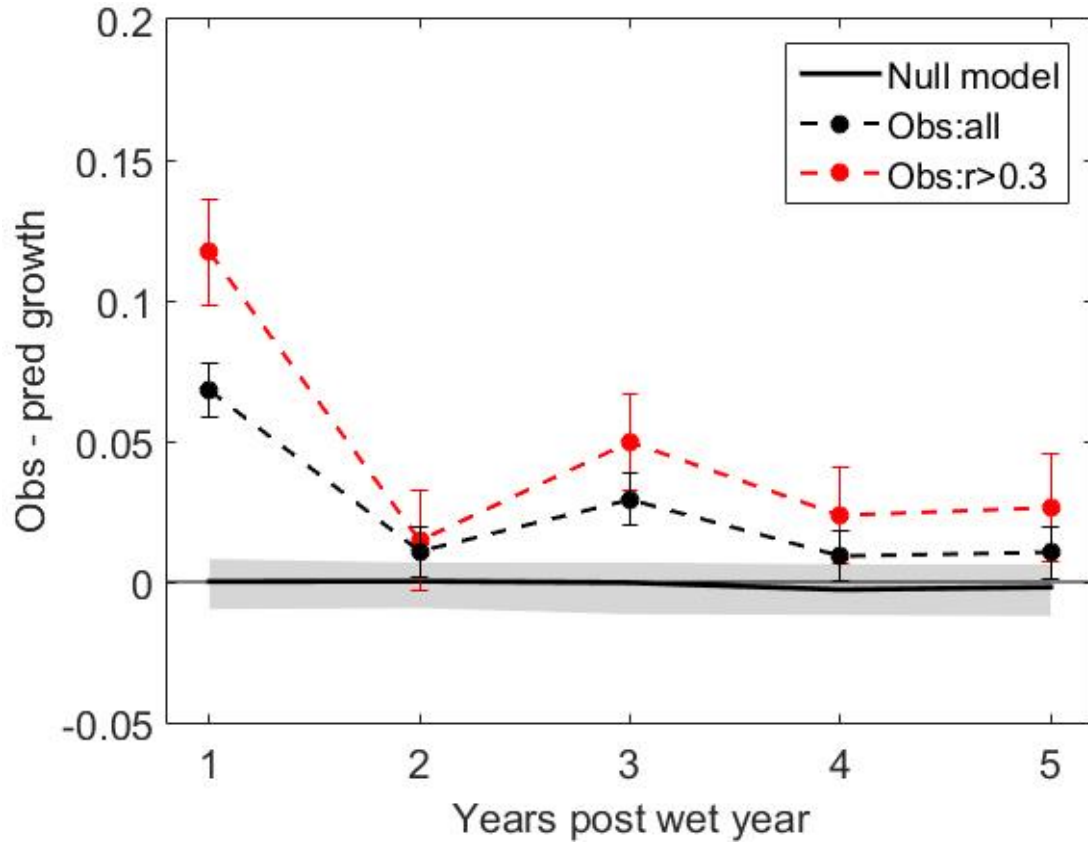 0.2
0.15
0.1
0.05
0
-0.05
Obs - pred growth
Null model
Obs:all
Obs:r>0.3
1 2 3 4 5
Years post wet year